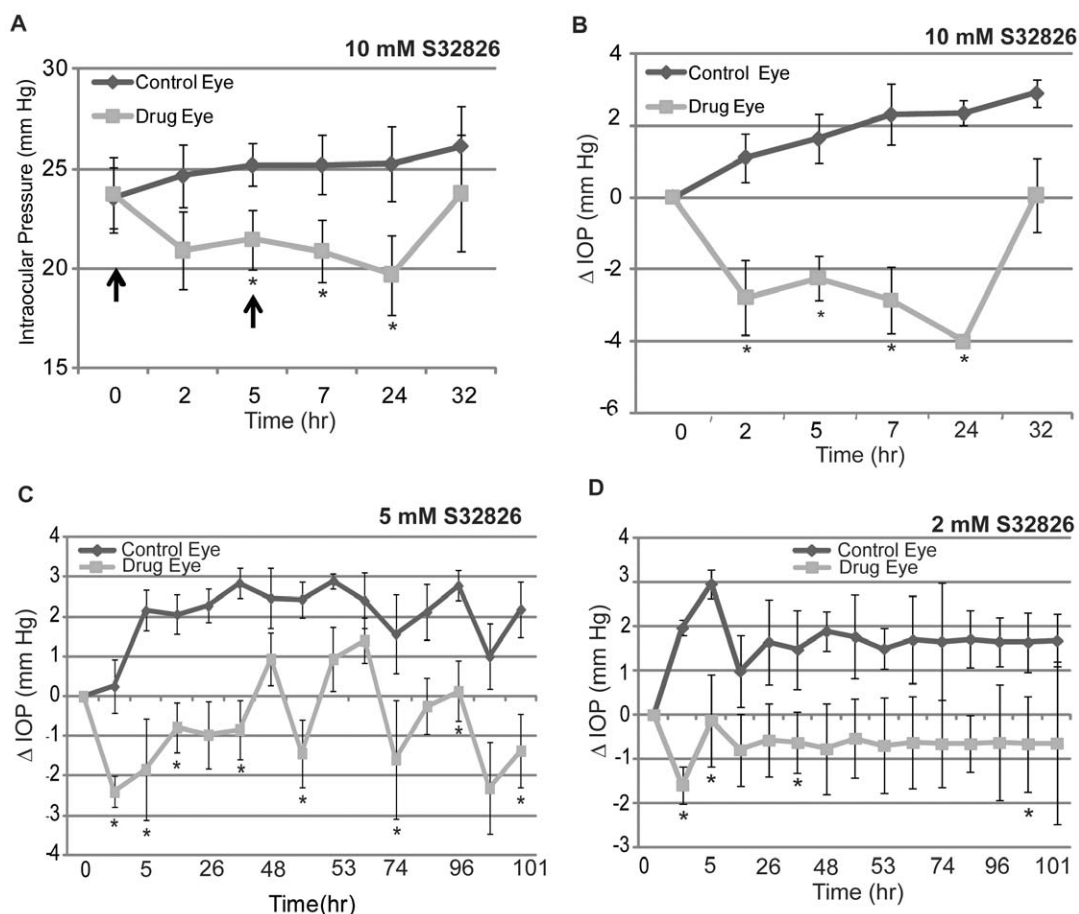 A
10 mM S32826
Control Eye
Drug Eye
Intraocular Pressure (mm Hg)
30
25
20
15
* * *
0 2 5 7 24 32
Time (hr)
B
10 mM S32826
Control Eye
Drug Eye
Δ IOP (mm Hg)
4
2
0
-2
-4
-6
* * * *
0 2 5 7 24 32
Time (hr)
C
5 mM S32826
Control Eye
Drug Eye
Δ IOP (mm Hg)
4
3
2
1
0
-1
-2
-3
-4
* * * * * * * *
0 5 26 48 53 74 96 101
Time(hr)
D
2 mM S32826
Control Eye
Drug Eye
Δ IOP (mm Hg)
4
3
2
1
0
-1
-2
-3
* * * *
0 5 26 48 53 74 96 101
Time (hr)